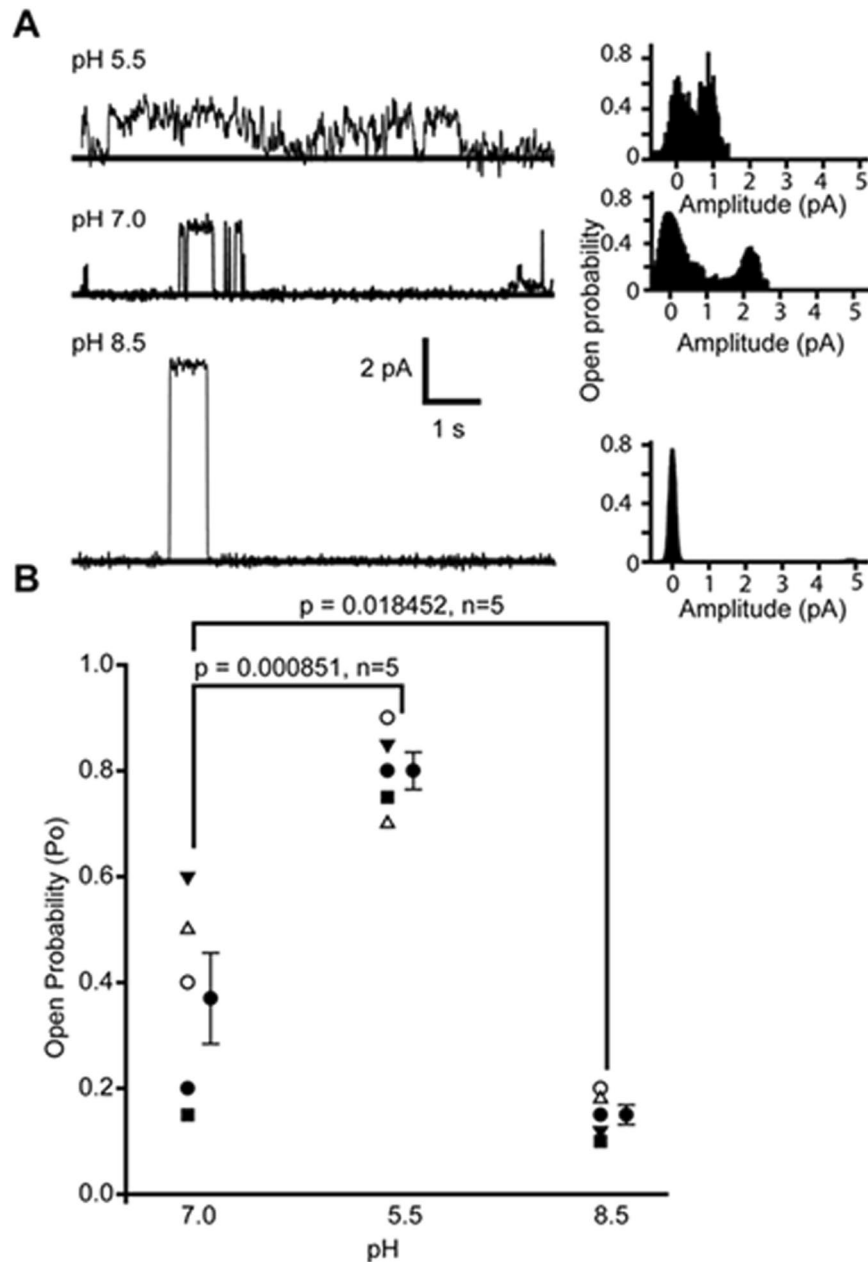 A
pH 5.5
0.8
0.4
0
0 1 2 3 4 5
Amplitude (pA)
pH 7.0
0.8
0.4
0
0 1 2 3 4 5
Amplitude (pA)
Open probability
pH 8.5
2 pA
1 s
0.8
0.4
0
0 1 2 3 4 5
Amplitude (pA)
B
p = 0.018452, n=5
p = 0.000851, n=5
1.0
0.8
0.6
0.4
0.2
0.0
Open Probability (Po)
7.0 5.5 8.5
pH